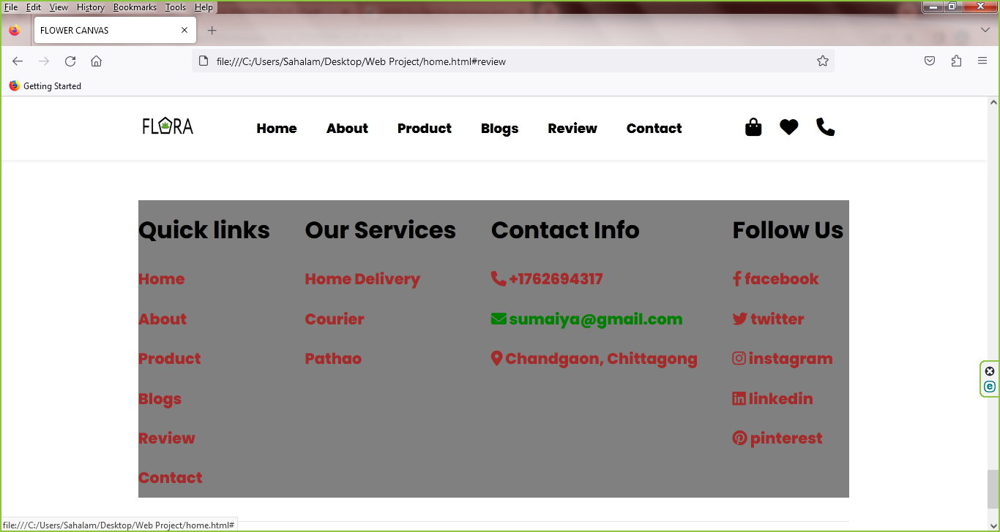 File Edit View History Bookmarks Tools Help
FLOWER CANVAS
file:///C:/Users/Sahalam/Desktop/Web Project/home.html#review
Getting Started
FLORA Home About Product Blogs Review Contact
Quick links Our Services Contact Info Follow Us
Home Home Delivery +1762694317 facebook
About Courier sumaiya@gmail.com twitter
Product Pathao Chandgaon, Chittagong instagram
Blogs linkedin
Review pinterest
Contact
file:///C:/Users/Sahalam/Desktop/Web Project/home.html#